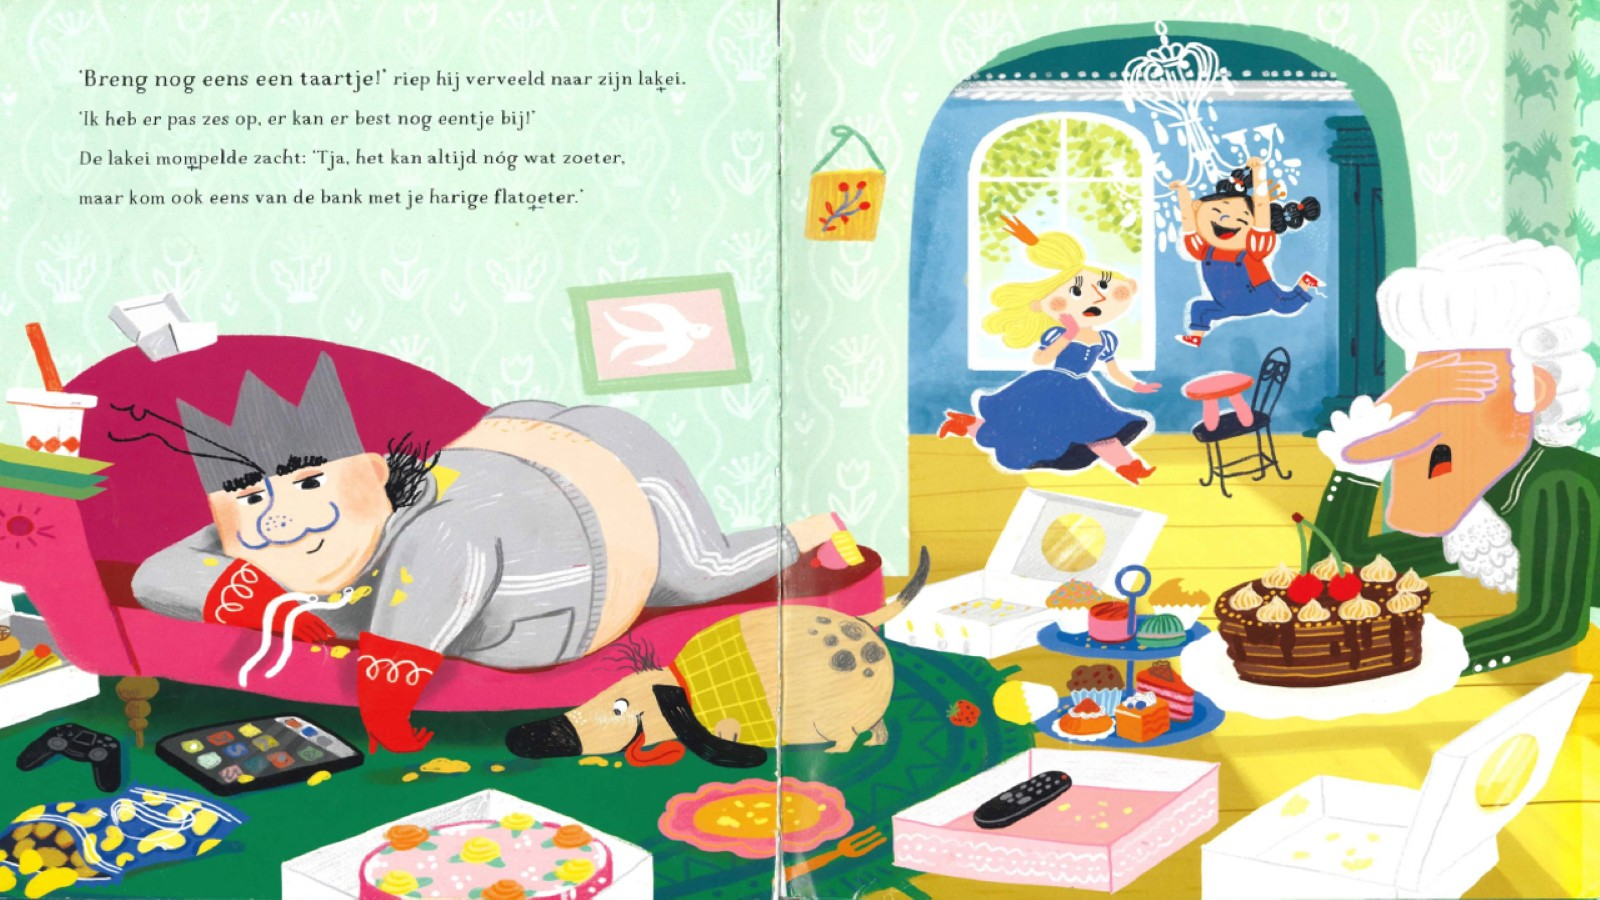 'Breng nog eens een taartje!' riep hij verveeld naar zijn lakei.
'Ik heb er pas zes op, er kan er best nog eentje bij!'
De lakei mompelde zacht: 'Tja, het kan altijd nóg wat zoeter,
maar kom ook eens van de bank met je harige flatoeter.'